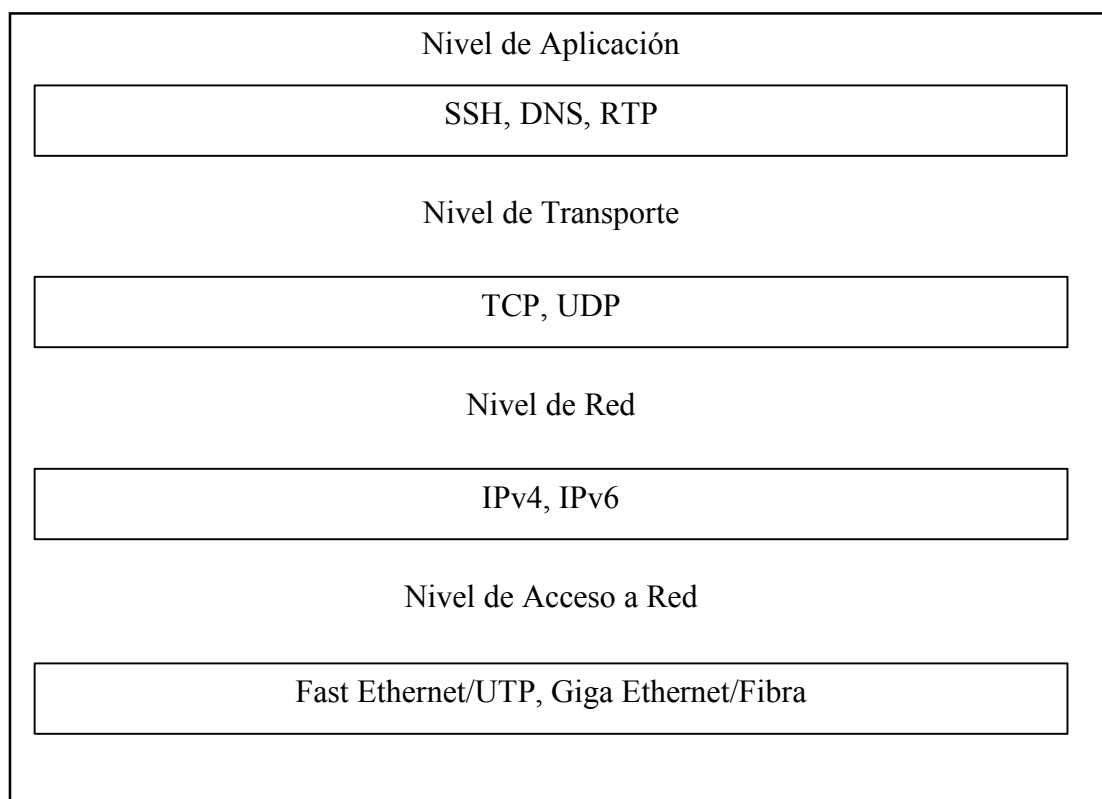 Nivel de Aplicación
SSH, DNS, RTP
Nivel de Transporte
TCP, UDP
Nivel de Red
IPv4, IPv6
Nivel de Acceso a Red
Fast Ethernet/UTP, Giga Ethernet/Fibra